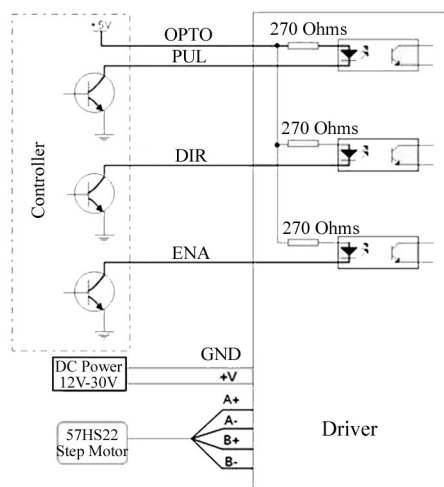 +5V
OPTO
270 Ohms
PUL
270 Ohms
DIR
270 Ohms
ENA
Controller
GND
DC Power
12V-30V
+V
A+
A-
B+
B-
57HS22
Step Motor
Driver